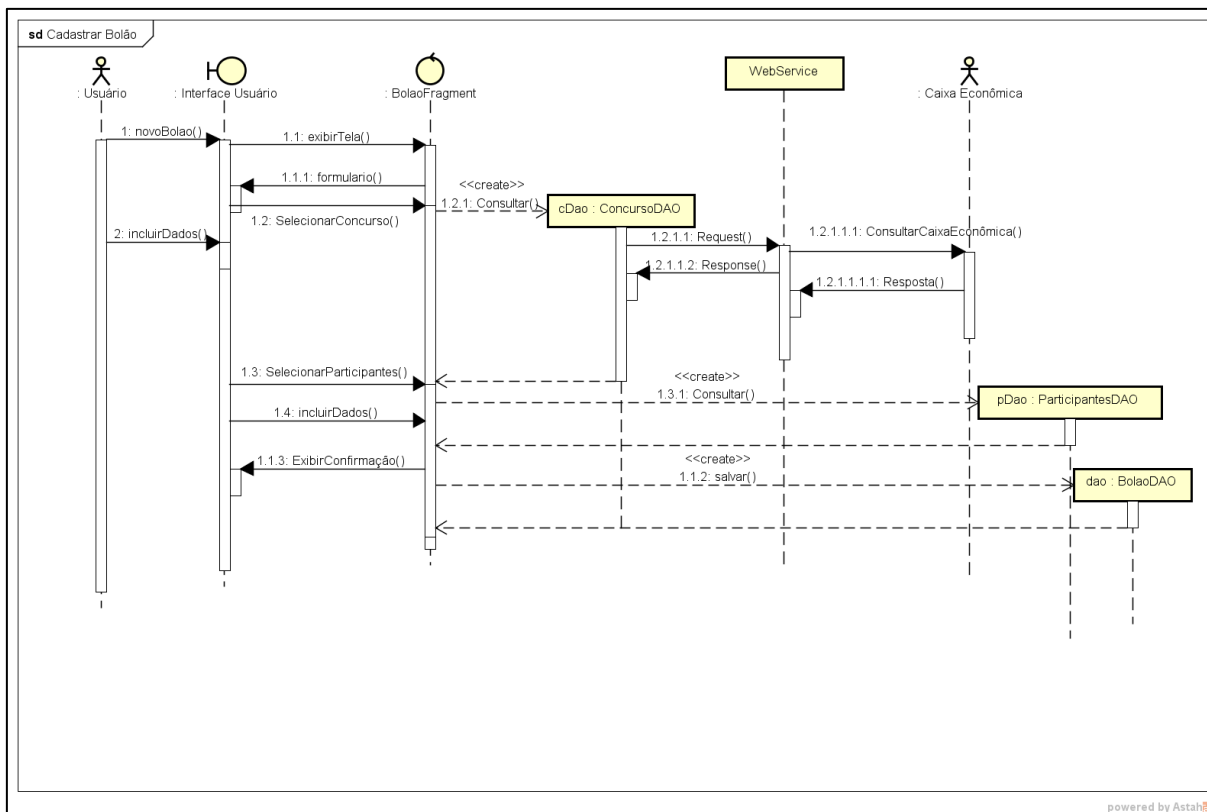 sd Cadastrar Bolão
: Usuário
: Interface Usuário
: BolaoFragment
WebService
: Caixa Econômica
1: novoBolao()
1.1: exibirTela()
1.1.1: formulario()
<<create>>
1.2.1: Consultar()
cDao : ConcursoDAO
1.2: SelecionarConcurso()
2: incluirDados()
1.2.1.1: Request()
1.2.1.1.1: ConsultarCaixaEconômica()
1.2.1.1.2: Response()
1.2.1.1.1.1: Resposta()
1.3: SelecionarParticipantes()
<<create>>
1.3.1: Consultar()
pDao : ParticipantesDAO
1.4: incluirDados()
1.1.3: ExibirConfirmação()
<<create>>
1.1.2: salvar()
dao : BolaoDAO
powered by Astah